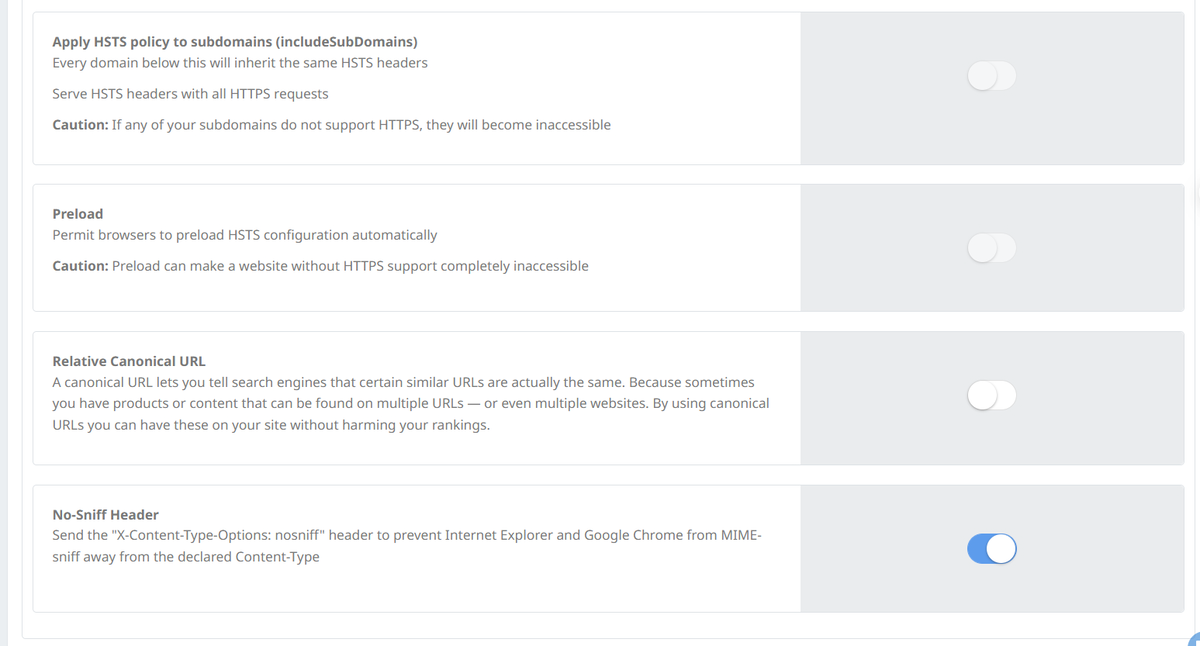 Apply HSTS policy to subdomains (includeSubDomains)
Every domain below this will inherit the same HSTS headers
Serve HSTS headers with all HTTPS requests
Caution: If any of your subdomains do not support HTTPS, they will become inaccessible
Preload
Permit browsers to preload HSTS configuration automatically
Caution: Preload can make a website without HTTPS support completely inaccessible
Relative Canonical URL
A canonical URL lets you tell search engines that certain similar URLs are actually the same. Because sometimes
you have products or content that can be found on multiple URLs — or even multiple websites. By using canonical
URLs you can have these on your site without harming your rankings.
No-Sniff Header
Send the "X-Content-Type-Options: nosniff" header to prevent Internet Explorer and Google Chrome from MIME-
sniff away from the declared Content-Type